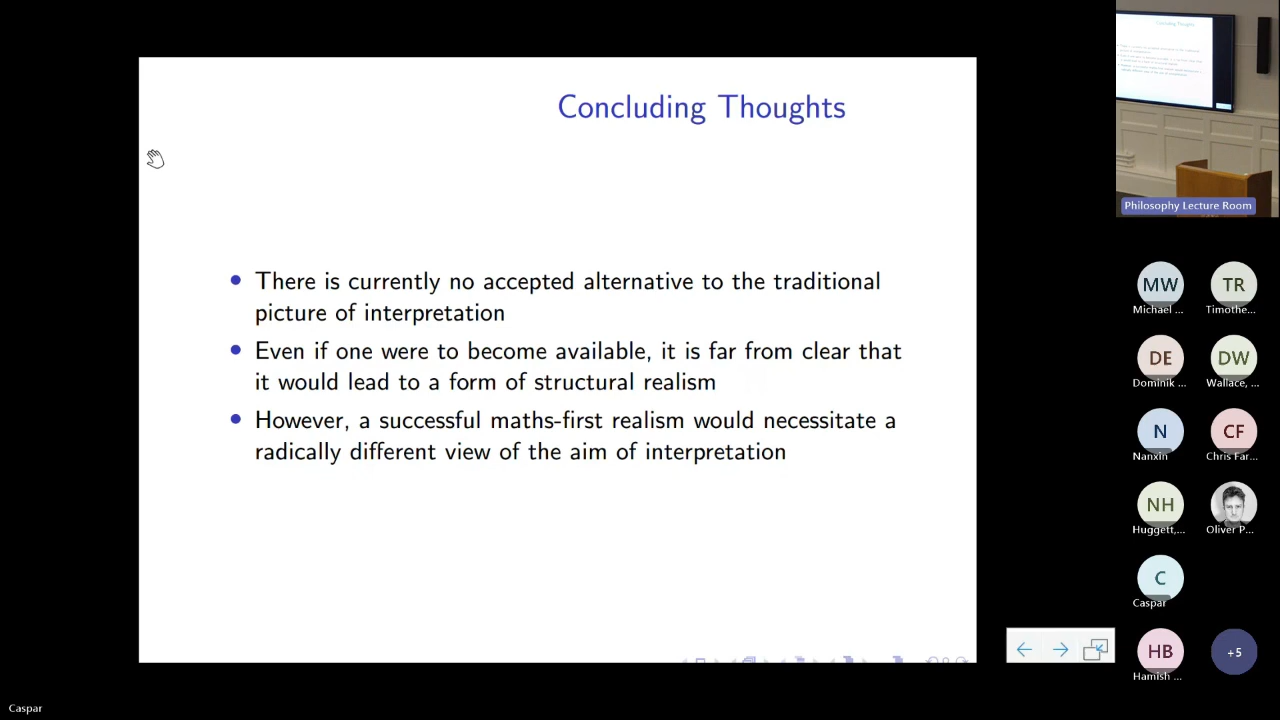 Concluding Thoughts
There is currently no accepted alternative to the traditional
picture of interpretation
Even if one were to become available, it is far from clear that
it would lead to a form of structural realism
However, a successful maths-first realism would necessitate a
radically different view of the aim of interpretation
Concluding Thoughts
Philosophy Lecture Room
MW
TR
Michael ...
Timothe...
DE
DW
Dominik ...
Wallace, ...
N
CF
Nanxin
Chris Far...
NH
Huggett,...
Oliver P...
C
Caspar
HB
+5
Hamish ...
Caspar